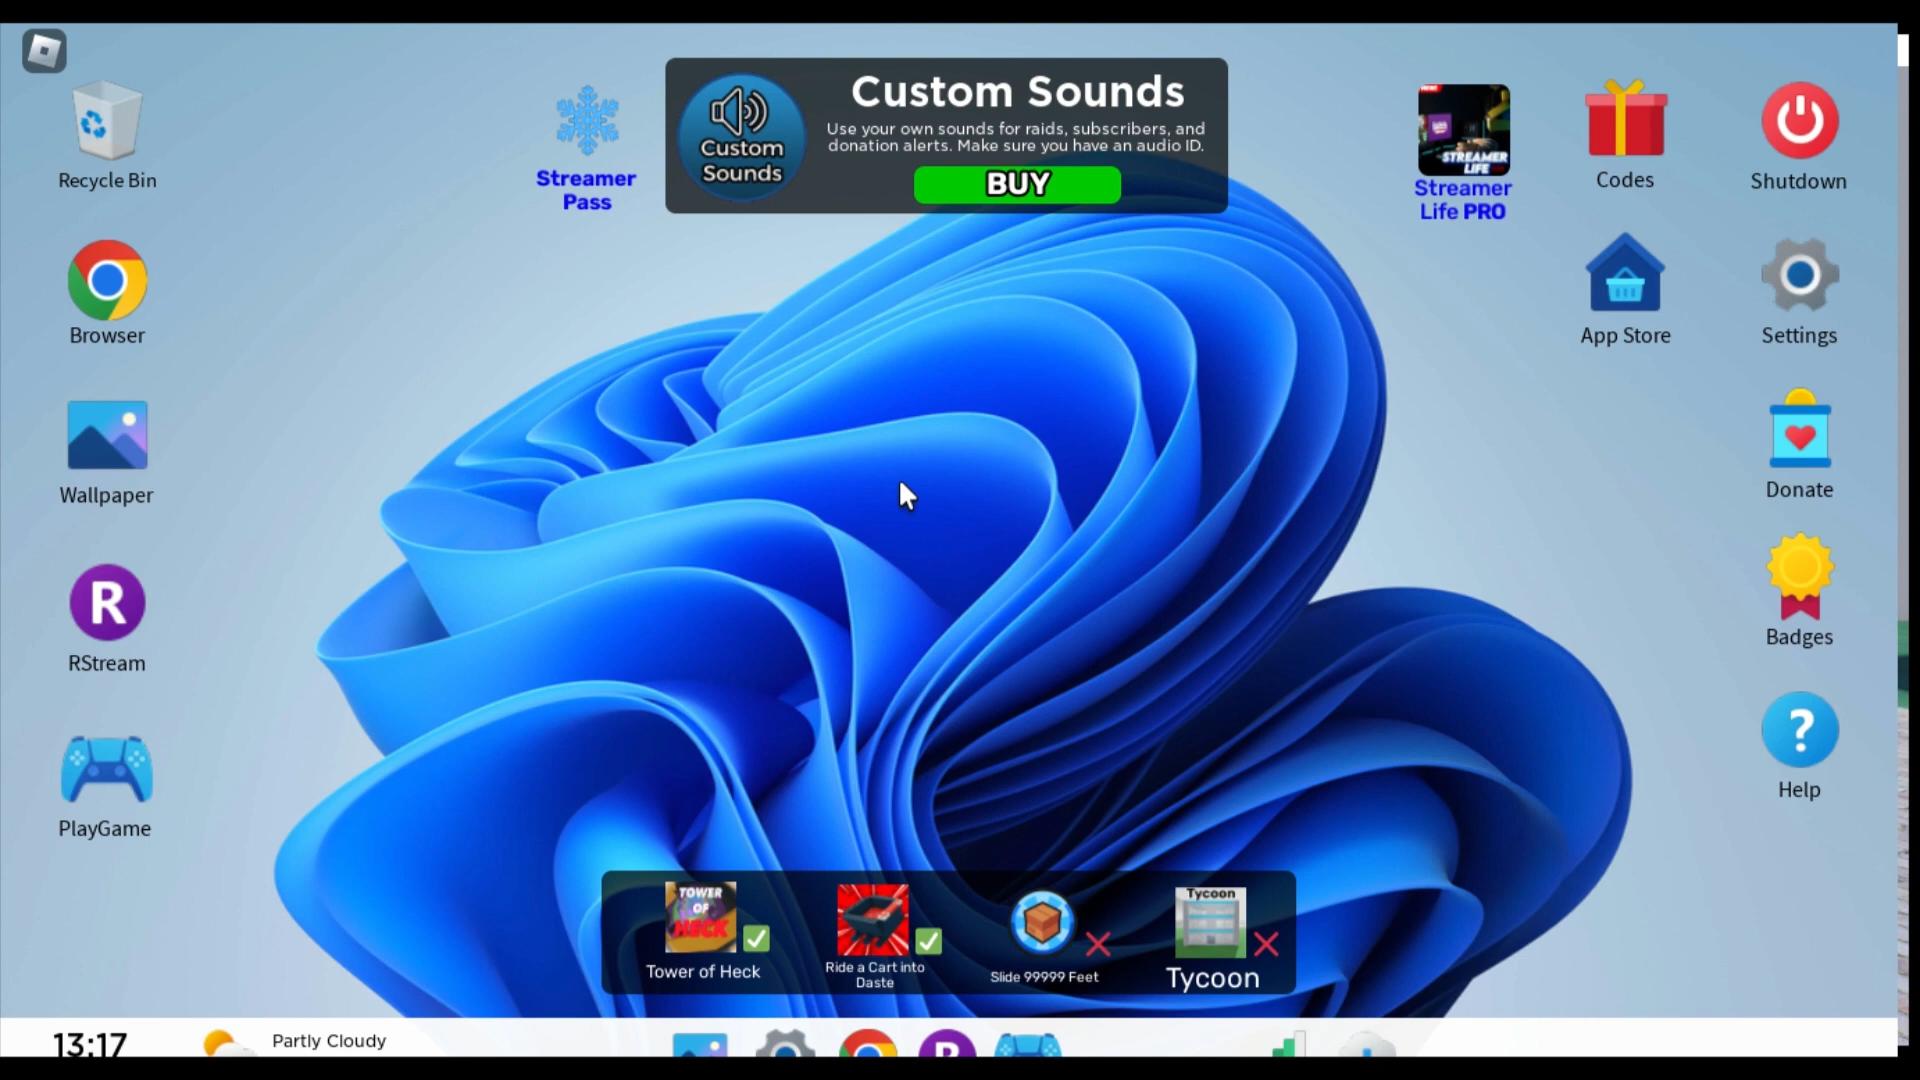 Custom Sounds
Use your own sounds for raids, subscribers, and
donation alerts. Make sure you have an audio ID.
BUY
Custom
Sounds
Recycle Bin
Streamer
Pass
STREAMER
LIFE
Streamer
Life PRO
Codes
Shutdown
Browser
App Store
Settings
Wallpaper
Donate
R
RStream
Badges
PlayGame
?
Help
TOWER
OF
HECK
Tower of Heck
Ride a Cart into
Daste
Slide 99999 Feet
Tycoon
Tycoon
13:17
Partly Cloudy
R